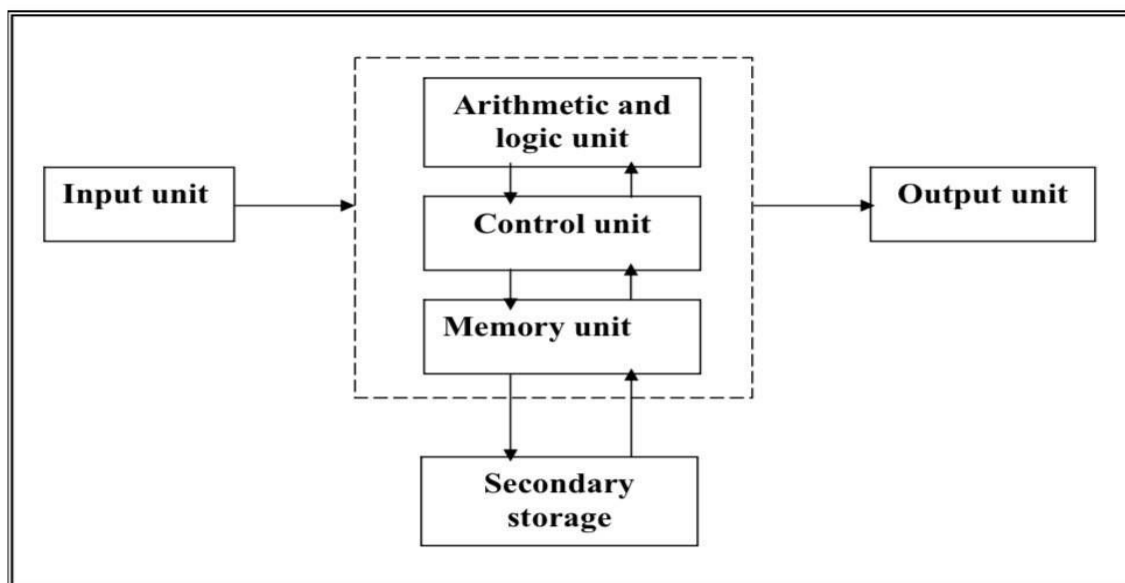 Arithmetic and
logic unit
Input unit
Control unit
Output unit
Memory unit
Secondary
storage